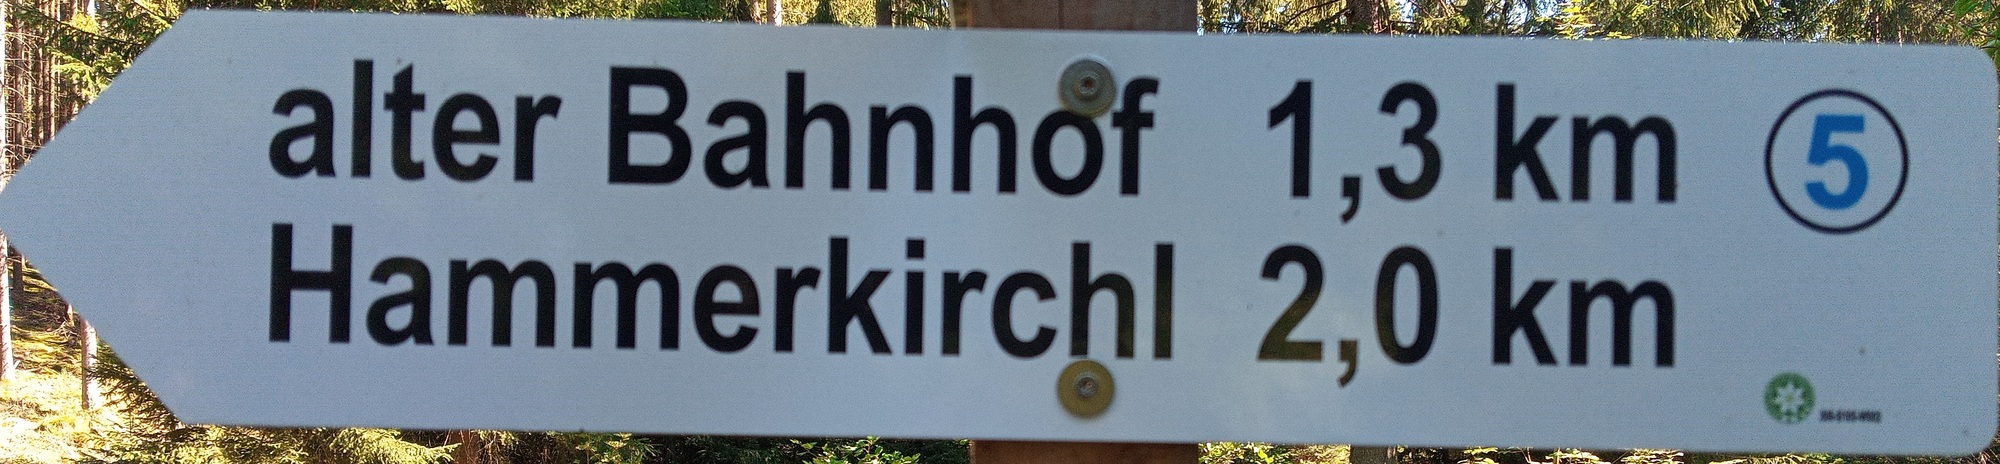 alter Bahnhof 1,3 km 5
Hammerkirchl 2,0 km